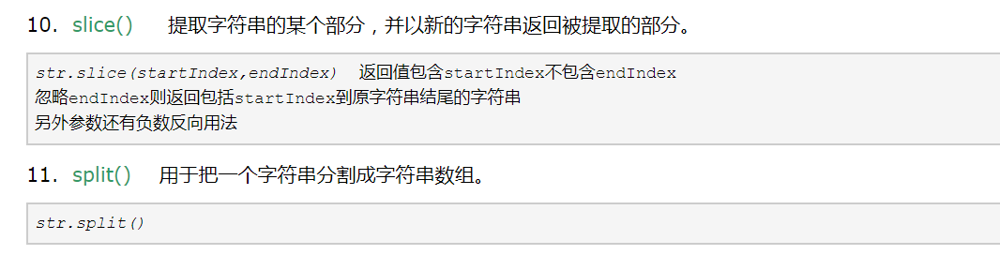 10. slice() 提取字符串的某个部分，并以新的字符串返回被提取的部分。
str.slice(startIndex,endIndex) 返回值包含startIndex不包含endIndex
忽略endIndex则返回包括startIndex到原字符串结尾的字符串
另外参数还有负数反向用法
11. split() 用于把一个字符串分割成字符串数组。
str.split()